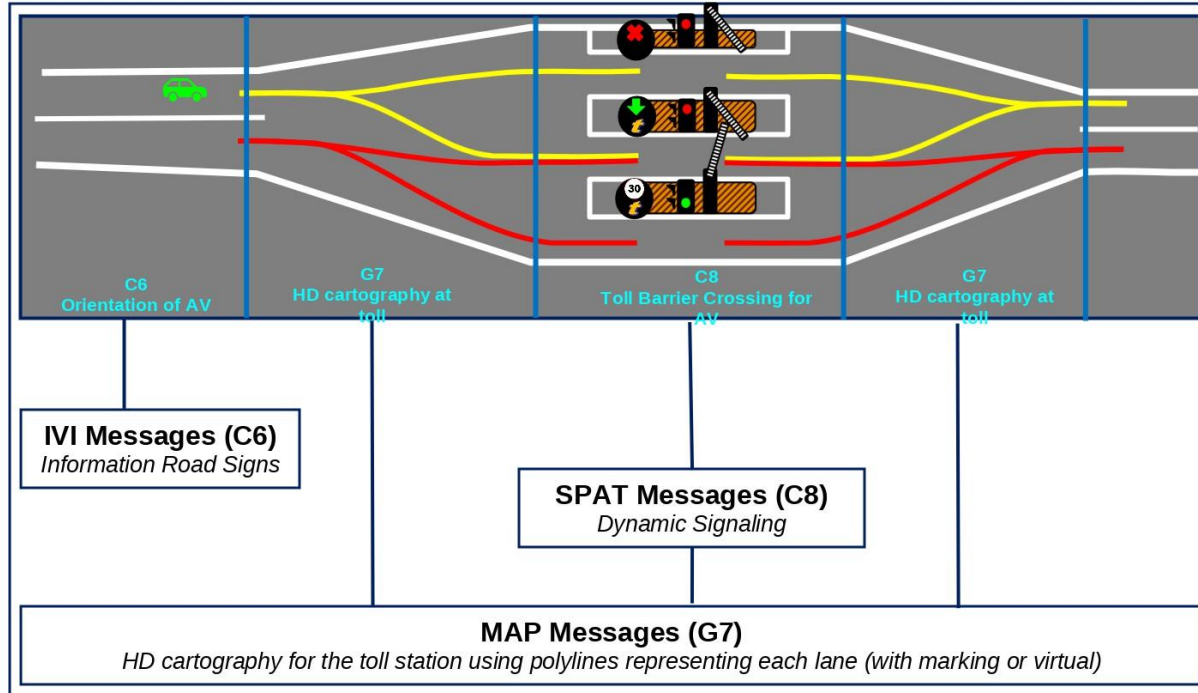 t
30
t
C6
Orientation of AV
G7
HD cartography at
toll
C8
Toll Barrier Crossing for
AV
G7
HD cartography at
toll
IVI Messages (C6)
Information Road Signs
SPAT Messages (C8)
Dynamic Signaling
MAP Messages (G7)
HD cartography for the toll station using polylines representing each lane (with marking or virtual)